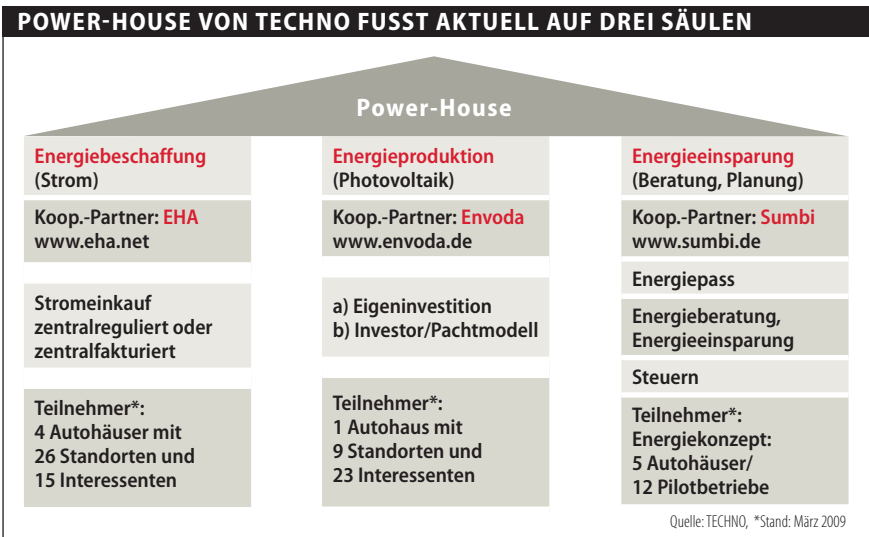 POWER-HOUSE VON TECHNO FUSST AKTUELL AUF DREI SÄULEN
Power-House
Energiebeschaffung
(Strom)
Koop.-Partner: EHA
www.eha.net
Stromeinkauf
zentralreguliert oder
zentralfakturiert
Teilnehmer*:
4 Autohäuser mit
26 Standorten und
15 Interessenten
Energieproduktion
(Photovoltaik)
Koop.-Partner: Envoda
www.envoda.de
a) Eigeninvestition
b) Investor/Pachtmodell
Teilnehmer*:
1 Autohaus mit
9 Standorten und
23 Interessenten
Energieeinsparung
(Beratung, Planung)
Koop.-Partner: Sumbi
www.sumbi.de
Energiepass
Energieberatung,
Energieeinsparung
Steuern
Teilnehmer*:
Energiekonzept:
5 Autohäuser/
12 Pilotbetriebe
Quelle: TECHNO, *Stand: März 2009